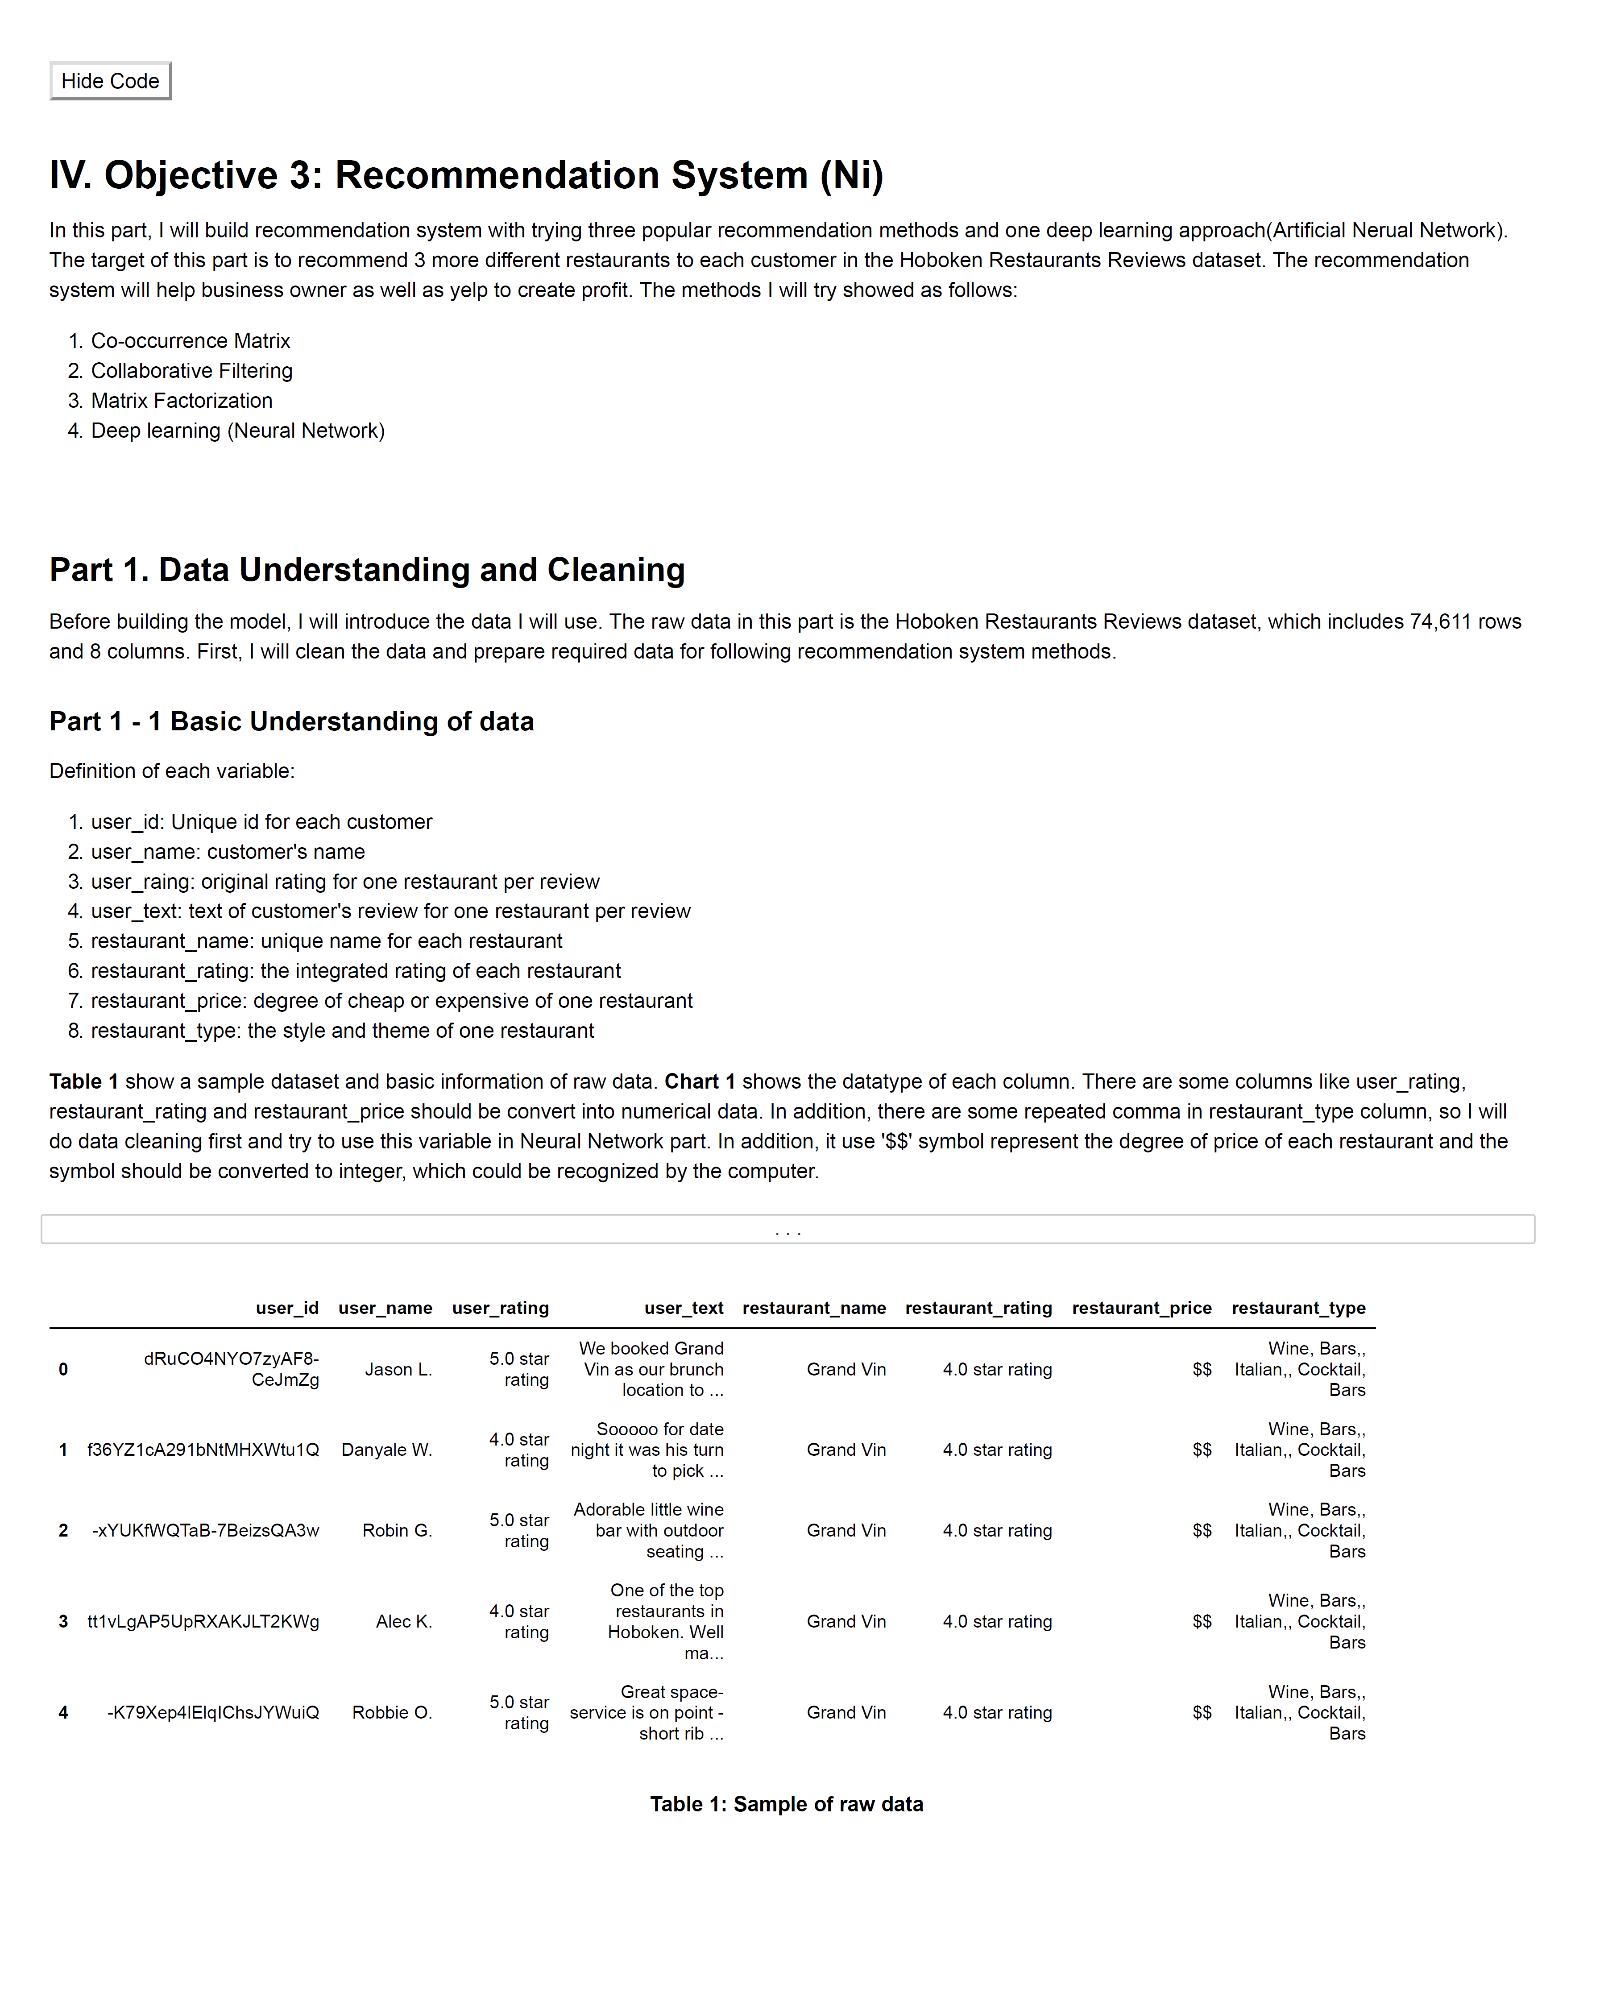 Hide Code
IV. Objective 3: Recommendation System (Ni)
In this part, I will build recommendation system with trying three popular recommendation methods and one deep learning approach(Artificial Nerual Network).
The target of this part is to recommend 3 more different restaurants to each customer in the Hoboken Restaurants Reviews dataset. The recommendation
system will help business owner as well as yelp to create profit. The methods I will try showed as follows:
1. Co-occurrence Matrix
2. Collaborative Filtering
3. Matrix Factorization
4. Deep learning (Neural Network)
Part 1. Data Understanding and Cleaning
Before building the model, I will introduce the data I will use. The raw data in this part is the Hoboken Restaurants Reviews dataset, which includes 74,611 rows
and 8 columns. First, I will clean the data and prepare required data for following recommendation system methods.
Part 1 - 1 Basic Understanding of data
Definition of each variable:
1. user_id: Unique id for each customer
2. user_name: customer's name
3. user_raing: original rating for one restaurant per review
4. user_text: text of customer's review for one restaurant per review
5. restaurant_name: unique name for each restaurant
6. restaurant_rating: the integrated rating of each restaurant
7. restaurant_price: degree of cheap or expensive of one restaurant
8. restaurant_type: the style and theme of one restaurant
Table 1 show a sample dataset and basic information of raw data. Chart 1 shows the datatype of each column. There are some columns like user_rating,
restaurant_rating and restaurant_price should be convert into numerical data. In addition, there are some repeated comma in restaurant_type column, so I will
do data cleaning first and try to use this variable in Neural Network part. In addition, it use '$$' symbol represent the degree of price of each restaurant and the
symbol should be converted to integer, which could be recognized by the computer.
...
user_id user_name user_rating user_text restaurant_name restaurant_rating restaurant_price restaurant_type
0 dRuCO4NYO7zyAF8-
CeJmZg Jason L. 5.0 star
rating We booked Grand
Vin as our brunch
location to ... Grand Vin 4.0 star rating $$ Wine, Bars,,
Italian,, Cocktail,
Bars
1 f36YZ1cA291bNtMHXWtu1Q Danyale W. 4.0 star
rating Sooooo for date
night it was his turn
to pick ... Grand Vin 4.0 star rating $$ Wine, Bars,,
Italian,, Cocktail,
Bars
2 -xYUKfWQTaB-7BeizsQA3w Robin G. 5.0 star
rating Adorable little wine
bar with outdoor
seating ... Grand Vin 4.0 star rating $$ Wine, Bars,,
Italian,, Cocktail,
Bars
3 tt1vLgAP5UpRXAKJLT2KWg Alec K. 4.0 star
rating One of the top
restaurants in
Hoboken. Well
ma... Grand Vin 4.0 star rating $$ Wine, Bars,,
Italian,, Cocktail,
Bars
4 -K79Xep4IEIqIChsJYWuiQ Robbie O. 5.0 star
rating Great space-
service is on point -
short rib ... Grand Vin 4.0 star rating $$ Wine, Bars,,
Italian,, Cocktail,
Bars
Table 1: Sample of raw data